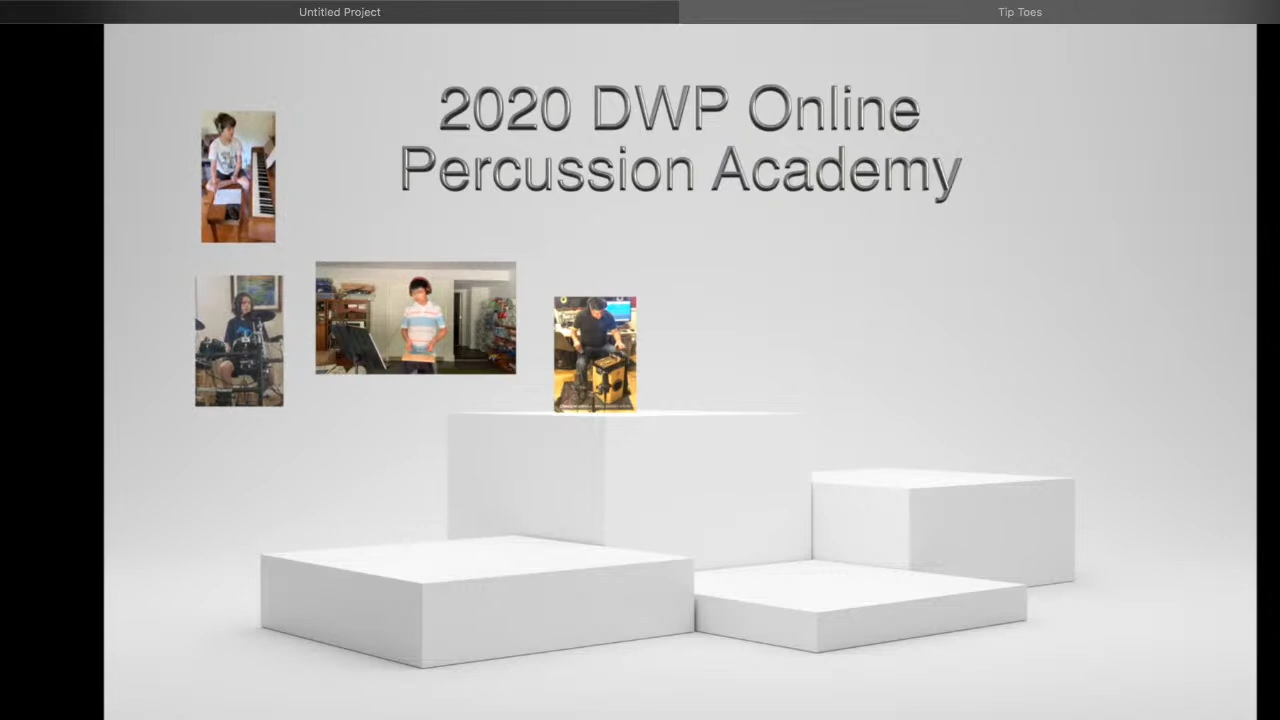 Untitled Project
Tip Toes
2020 DWP Online
Percussion Academy